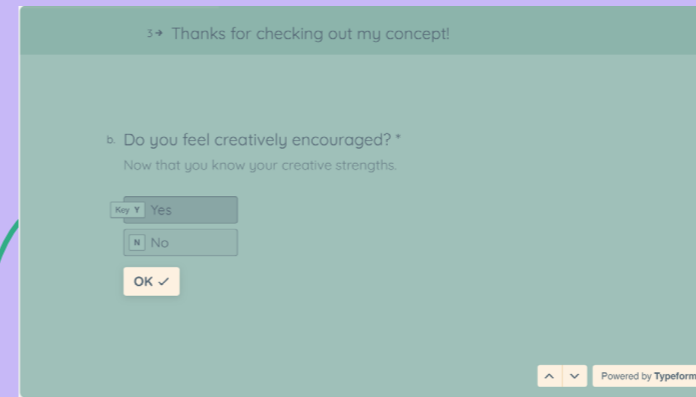 3 Thanks for checking out my concept!
b. Do you feel creatively encouraged? *
Now that you know your creative strengths.
Key Y Yes
N No
OK
Powered by Typeform